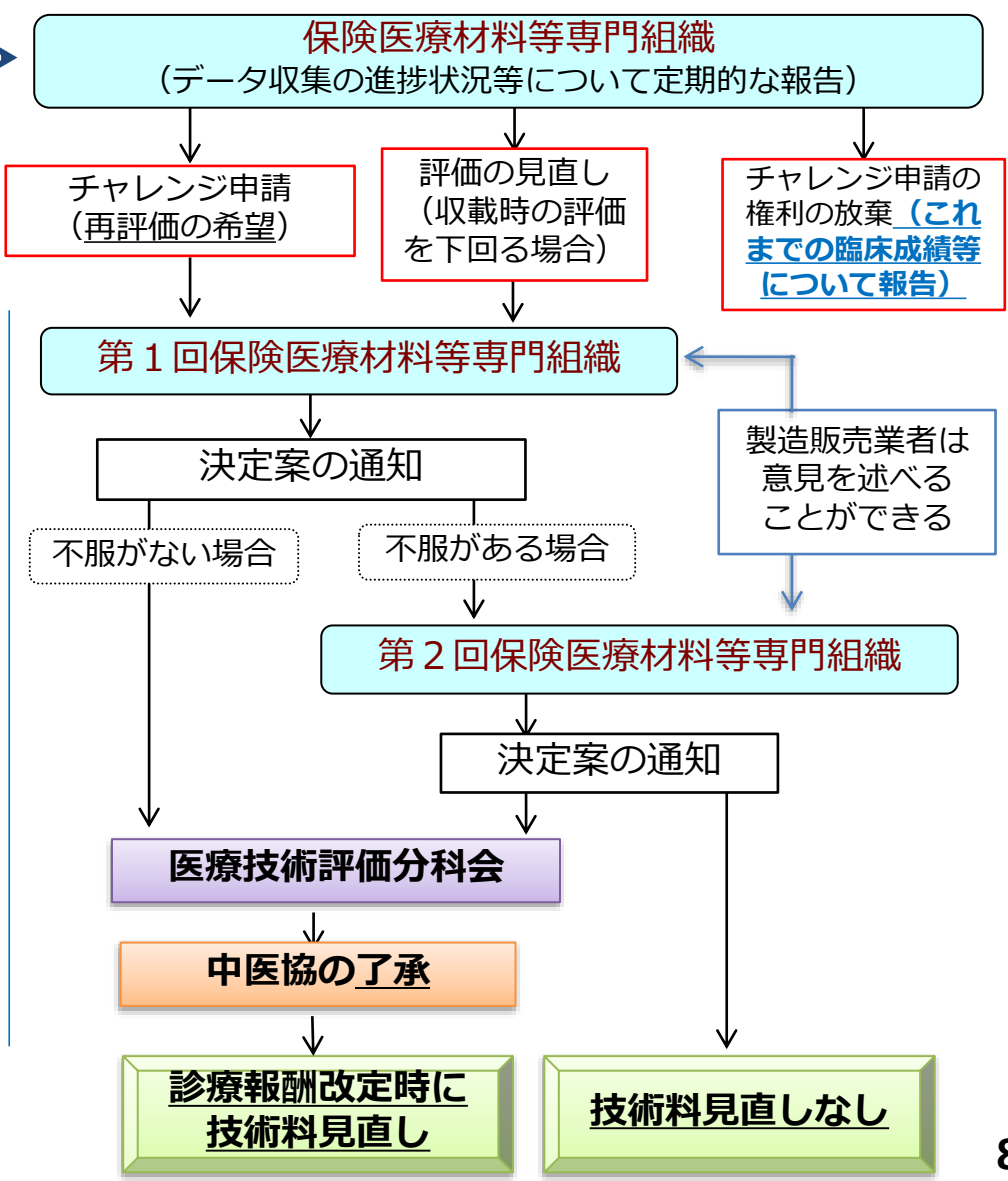 保険医療材料等専門組織
（データ収集の進捗状況等について定期的な報告）
チャレンジ申請
（再評価の希望）
評価の見直し
（収載時の評価
を下回る場合）
チャレンジ申請の
権利の放棄（これ
までの臨床成績等
について報告）
第１回保険医療材料等専門組織
決定案の通知
製造販売業者は
意見を述べる
ことができる
不服がない場合
不服がある場合
第２回保険医療材料等専門組織
決定案の通知
医療技術評価分科会
中医協の了承
診療報酬改定時に
技術料見直し
技術料見直しなし